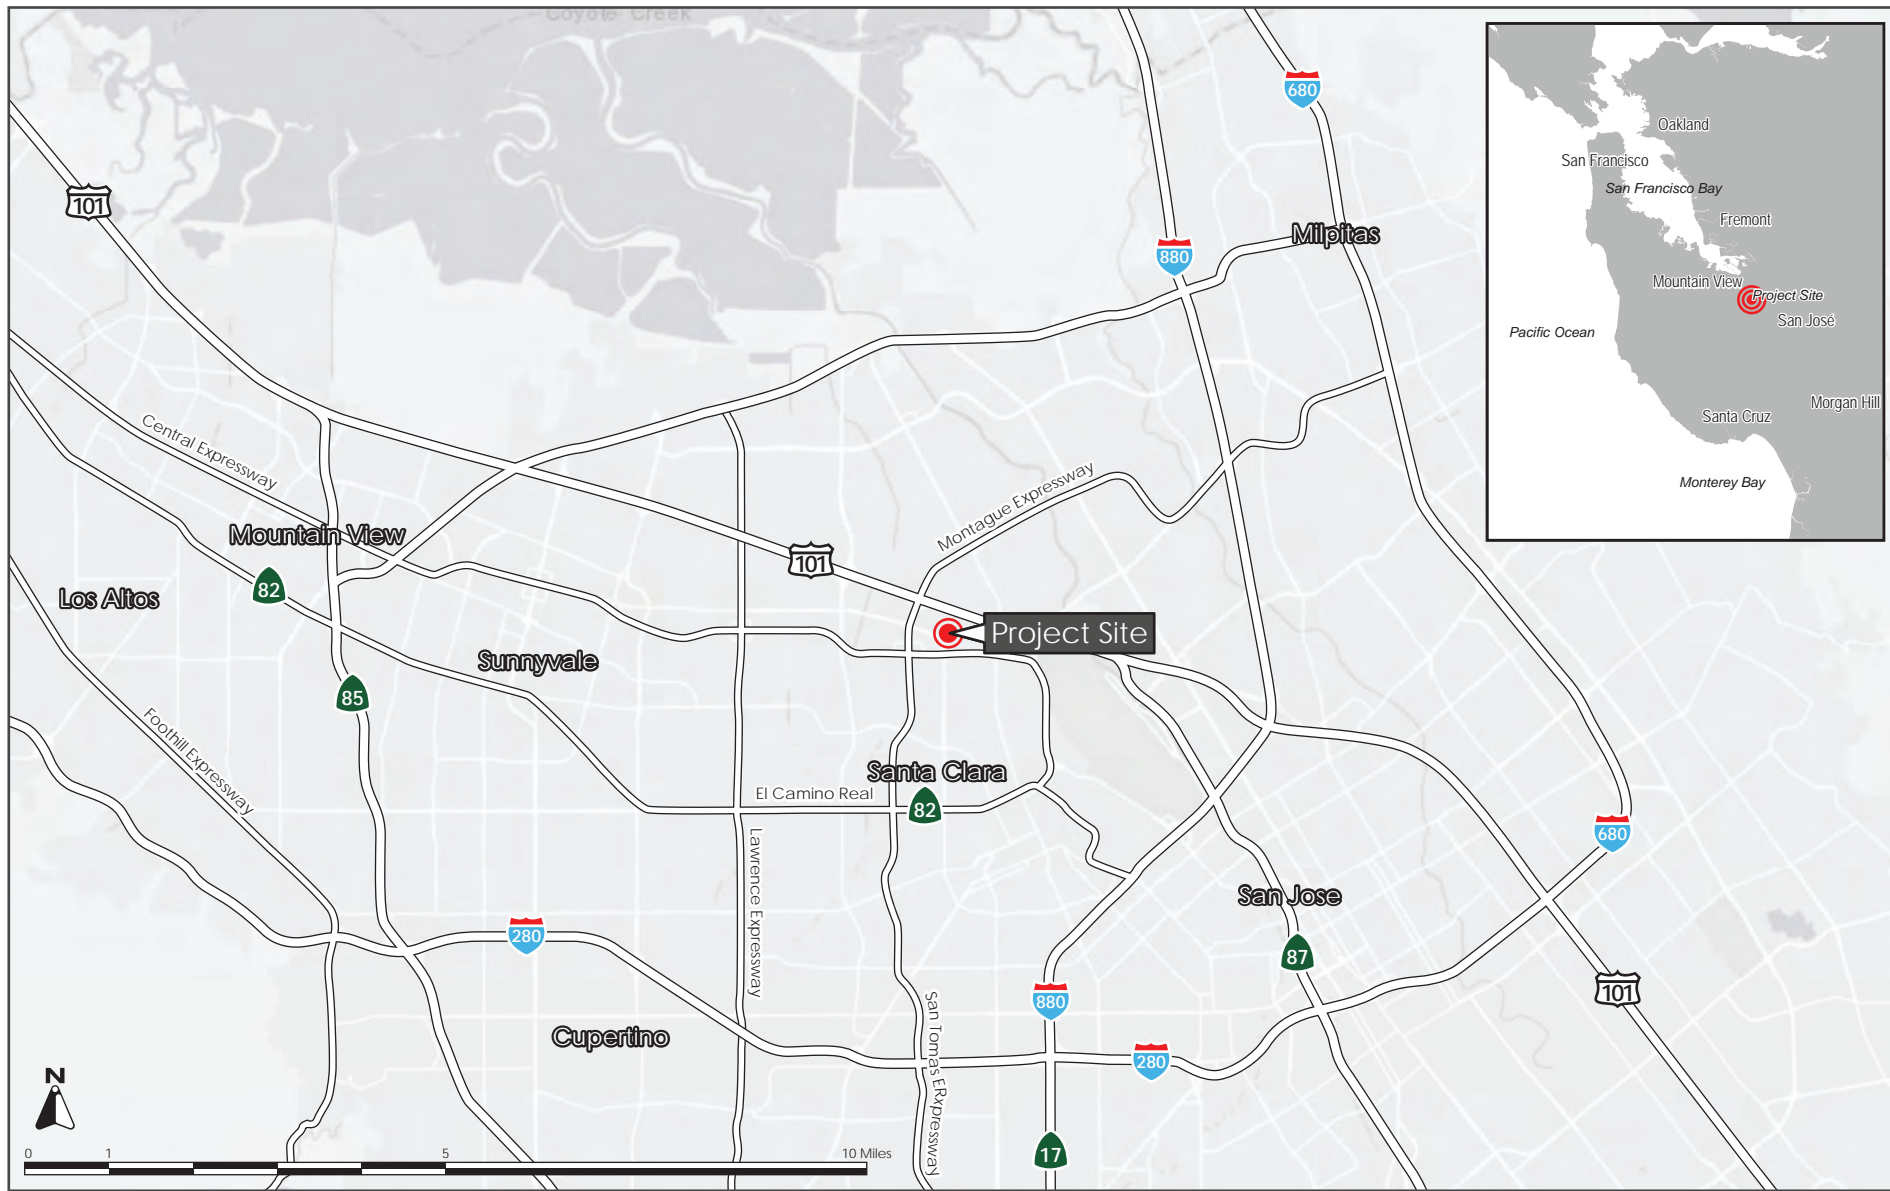 Coyote Creek
680
Oakland
San Francisco
San Francisco Bay
101
Fremont
Milpitas
880
Mountain View
Project Site
San José
Pacific Ocean
Santa Cruz
Morgan Hill
Central Expressway
Montague Expressway
Monterey Bay
Mountain View
101
82
Los Altos
Project Site
Sunnyvale
85
Foothill Expressway
Santa Clara
El Camino Real
82
680
Lawrence Expressway
San Jose
280
87
880
101
San Tomas ERxpressway
Cupertino
280
N
17
0 1 5 10 Miles